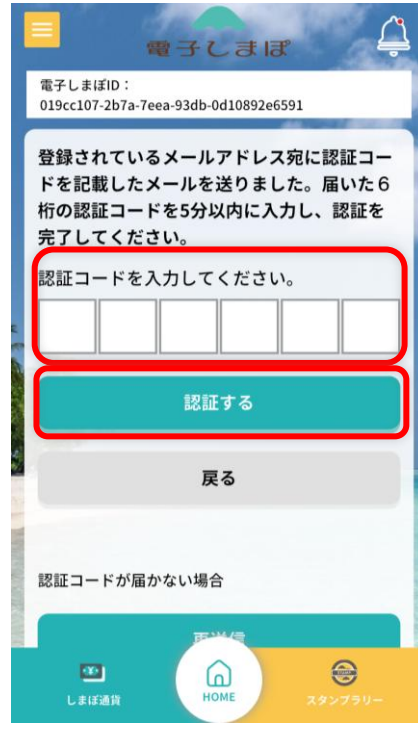 電子しまぽ
電子しまぽID：
019cc107-2b7a-7eea-93db-0d10892e6591
登録されているメールアドレス宛に認証コー
ドを記載したメールを送りました。届いた６
桁の認証コードを5分以内に入力し、認証を
完了してください。
認証コードを入力してください。
認証する
戻る
認証コードが届かない場合
再送信
しまぽ通貨
HOME
スタンプラリー